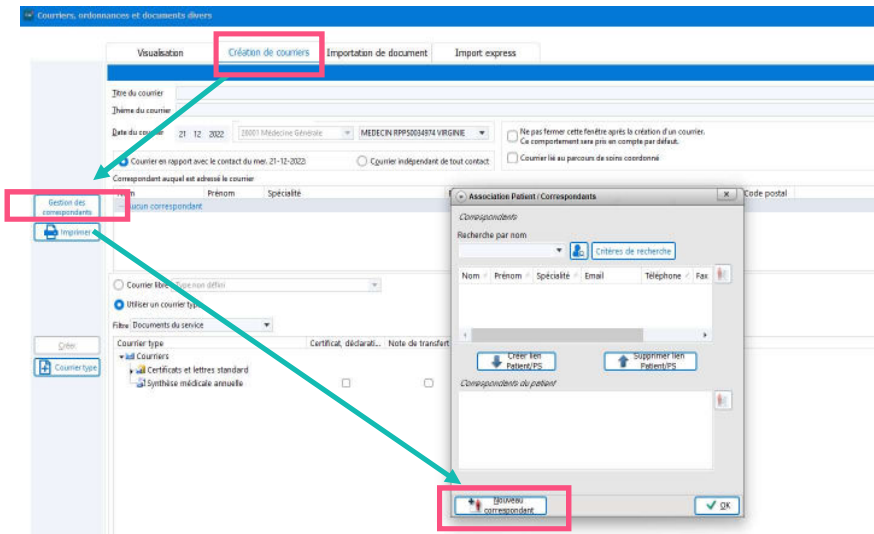 Courriers, ordonnances et documents divers
Visualisation
Création de courriers
Importation de document
Import express
Titre du courrier
Thème du courrier
Date du courrier 21 12 2022 28001 Médecine Générale MEDECIN RPPS0034974 VIRGINIE
Ne pas fermer cette fenêtre après la création d'un courrier.
Ce comportement sera pris en compte par défaut.
Courrier en rapport avec le contact du mer. 21-12-2022
Courrier indépendant de tout contact
Courrier lié au parcours de soins coordonné
Correspondant auquel est adressé le courrier
Nom Prénom Spécialité Code postal
Aucun correspondant
Gestion des
correspondants
Imprimer
Courrier libre Type non défini
Utiliser un courrier type
Filtre Documents du service
Courrier type Certificat, déclarati... Note de transfert
Courriers
Certificats et lettres standard
Synthèse médicale annuelle
Créer
Courrier type
Association Patient / Correspondants
Correspondants
Recherche par nom
Critères de recherche
Nom Prénom Spécialité Email Téléphone Fax
Créer lien
Patient/PS
Supprimer lien
Patient/PS
Correspondants du patient
Nouveau
correspondant
OK